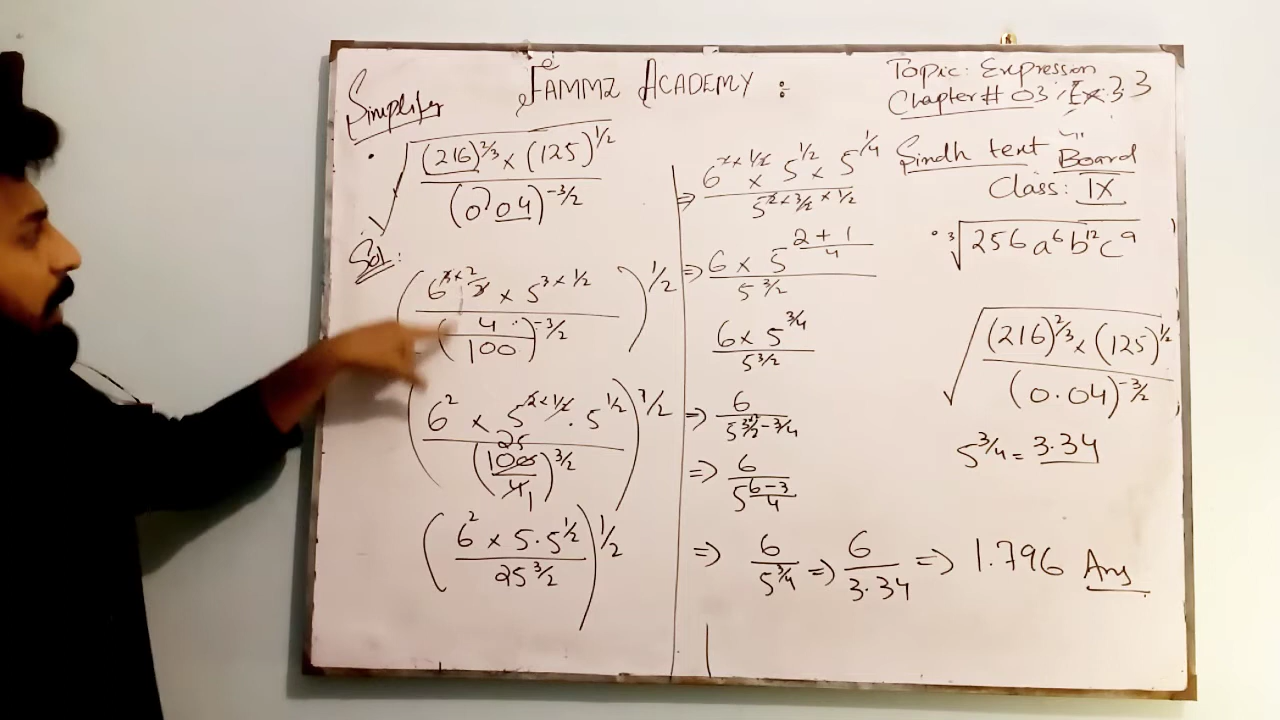 Simplify
FAMMZ ACADEMY :
Topic: Expresson
Chapter# 03, Ex: 3.3
Sindh text Board
Class: IX
• √((216)^2/3 × (125)^1/2 / (0.04)^-3/2)
Sol:
(6^3×2/3 × 5^3×1/2 / (4/100)^-3/2)^1/2
(6^2 × 5^2×1/2 · 5^1/2 / (100/4)^3/2)^1/2
25
1
(6^2 × 5·5^1/2 / 25^3/2)^1/2
⇒ 6^2×1/2 × 5^1/2 × 5^1/4 / 5^2×3/2×1/2
⇒ 6 × 5^(2+1)/4 / 5^3/2
6 × 5^3/4 / 5^3/2
⇒ 6 / 5^3/2-3/4
⇒ 6 / 5^(6-3)/4
⇒ 6 / 5^3/4 ⇒ 6 / 3.34 ⇒ 1.796 Ans
• ³√256 a^6 b^12 c^9
√((216)^2/3 × (125)^1/2 / (0.04)^-3/2)
5^3/4 = 3.34